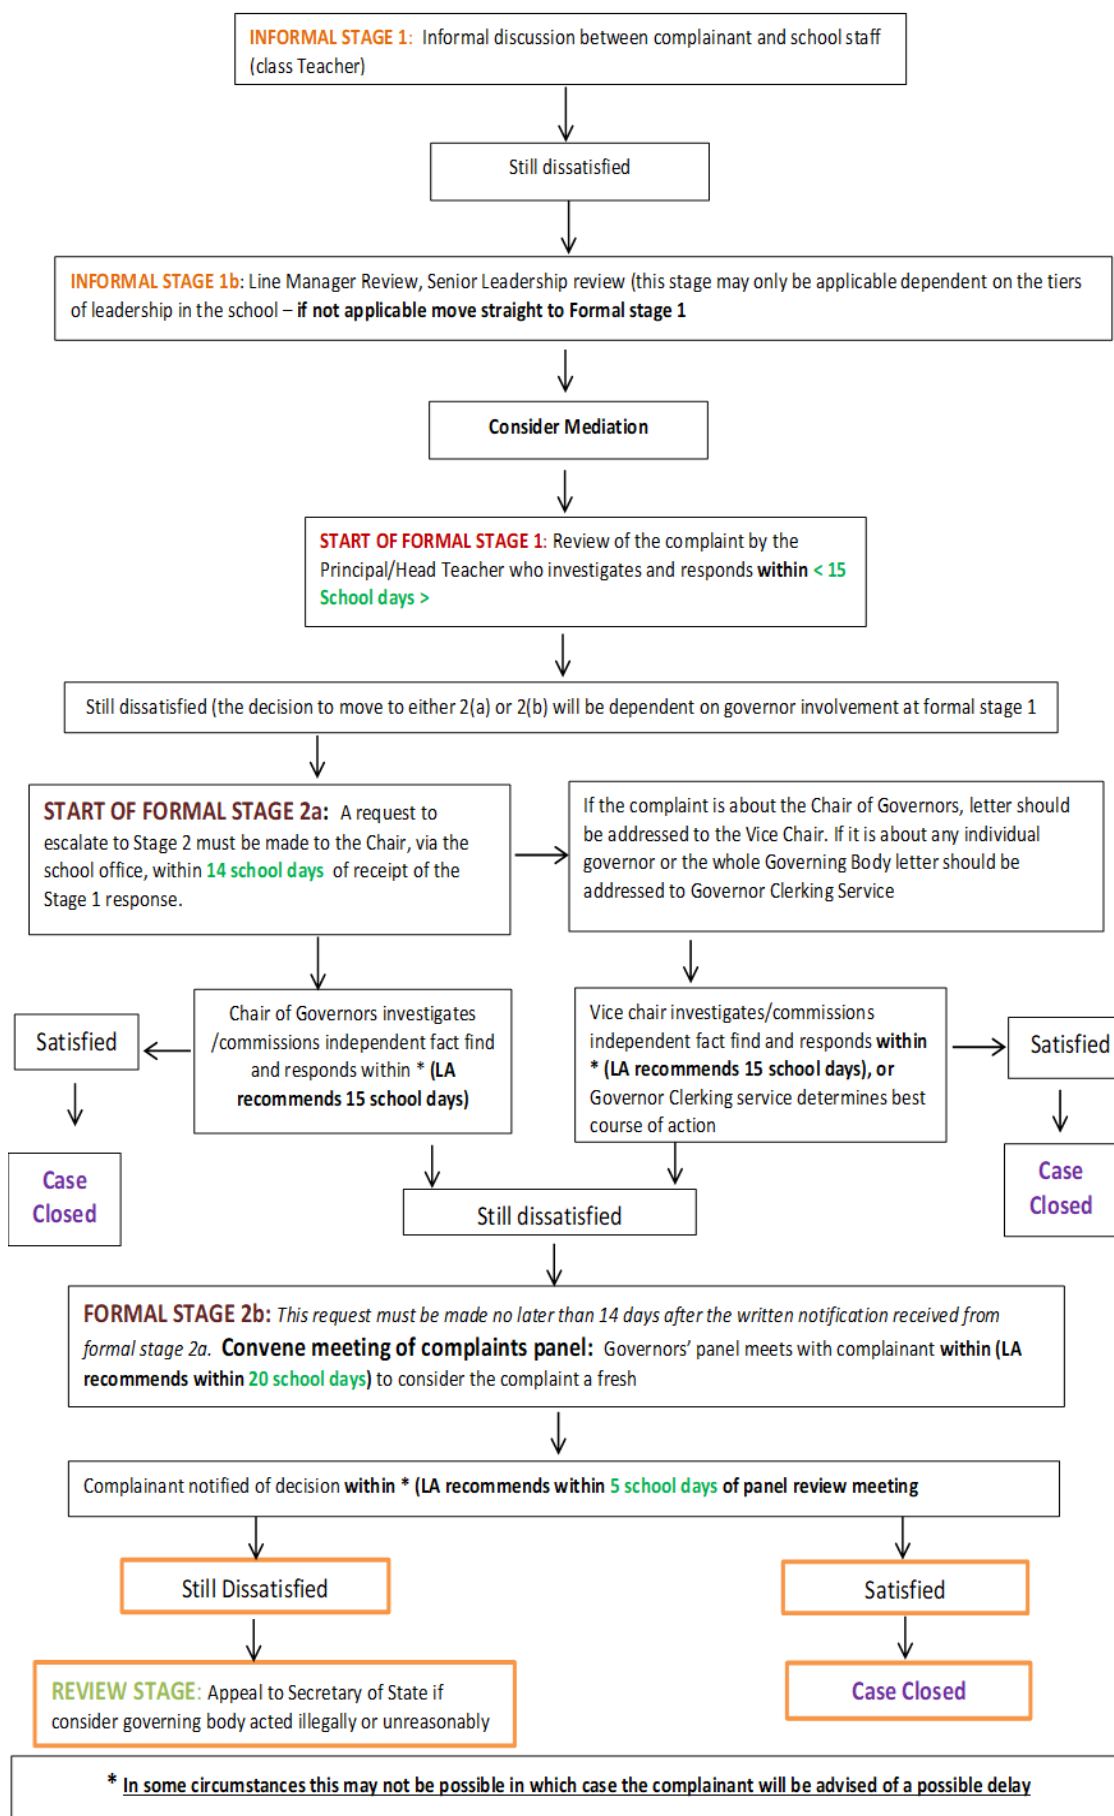 INFORMAL STAGE 1: Informal discussion between complainant and school staff
(class Teacher)
Still dissatisfied
INFORMAL STAGE 1b: Line Manager Review, Senior Leadership review (this stage may only be applicable dependent on the tiers
of leadership in the school – if not applicable move straight to Formal stage 1
Consider Mediation
START OF FORMAL STAGE 1: Review of the complaint by the
Principal/Head Teacher who investigates and responds within < 15
School days >
Still dissatisfied (the decision to move to either 2(a) or 2(b) will be dependent on governor involvement at formal stage 1
START OF FORMAL STAGE 2a: A request to
escalate to Stage 2 must be made to the Chair, via the
school office, within 14 school days of receipt of the
Stage 1 response.
If the complaint is about the Chair of Governors, letter should
be addressed to the Vice Chair. If it is about any individual
governor or the whole Governing Body letter should be
addressed to Governor Clerking Service
Satisfied
Chair of Governors investigates
/commissions independent fact find
and responds within * (LA
recommends 15 school days)
Vice chair investigates/commissions
independent fact find and responds within
* (LA recommends 15 school days), or
Governor Clerking service determines best
course of action
Satisfied
Case
Closed
Case
Closed
Still dissatisfied
FORMAL STAGE 2b: This request must be made no later than 14 days after the written notification received from
formal stage 2a. Convene meeting of complaints panel: Governors' panel meets with complainant within (LA
recommends within 20 school days) to consider the complaint a fresh
Complainant notified of decision within * (LA recommends within 5 school days of panel review meeting
Still Dissatisfied
Satisfied
REVIEW STAGE: Appeal to Secretary of State if
consider governing body acted illegally or unreasonably
Case Closed
* In some circumstances this may not be possible in which case the complainant will be advised of a possible delay